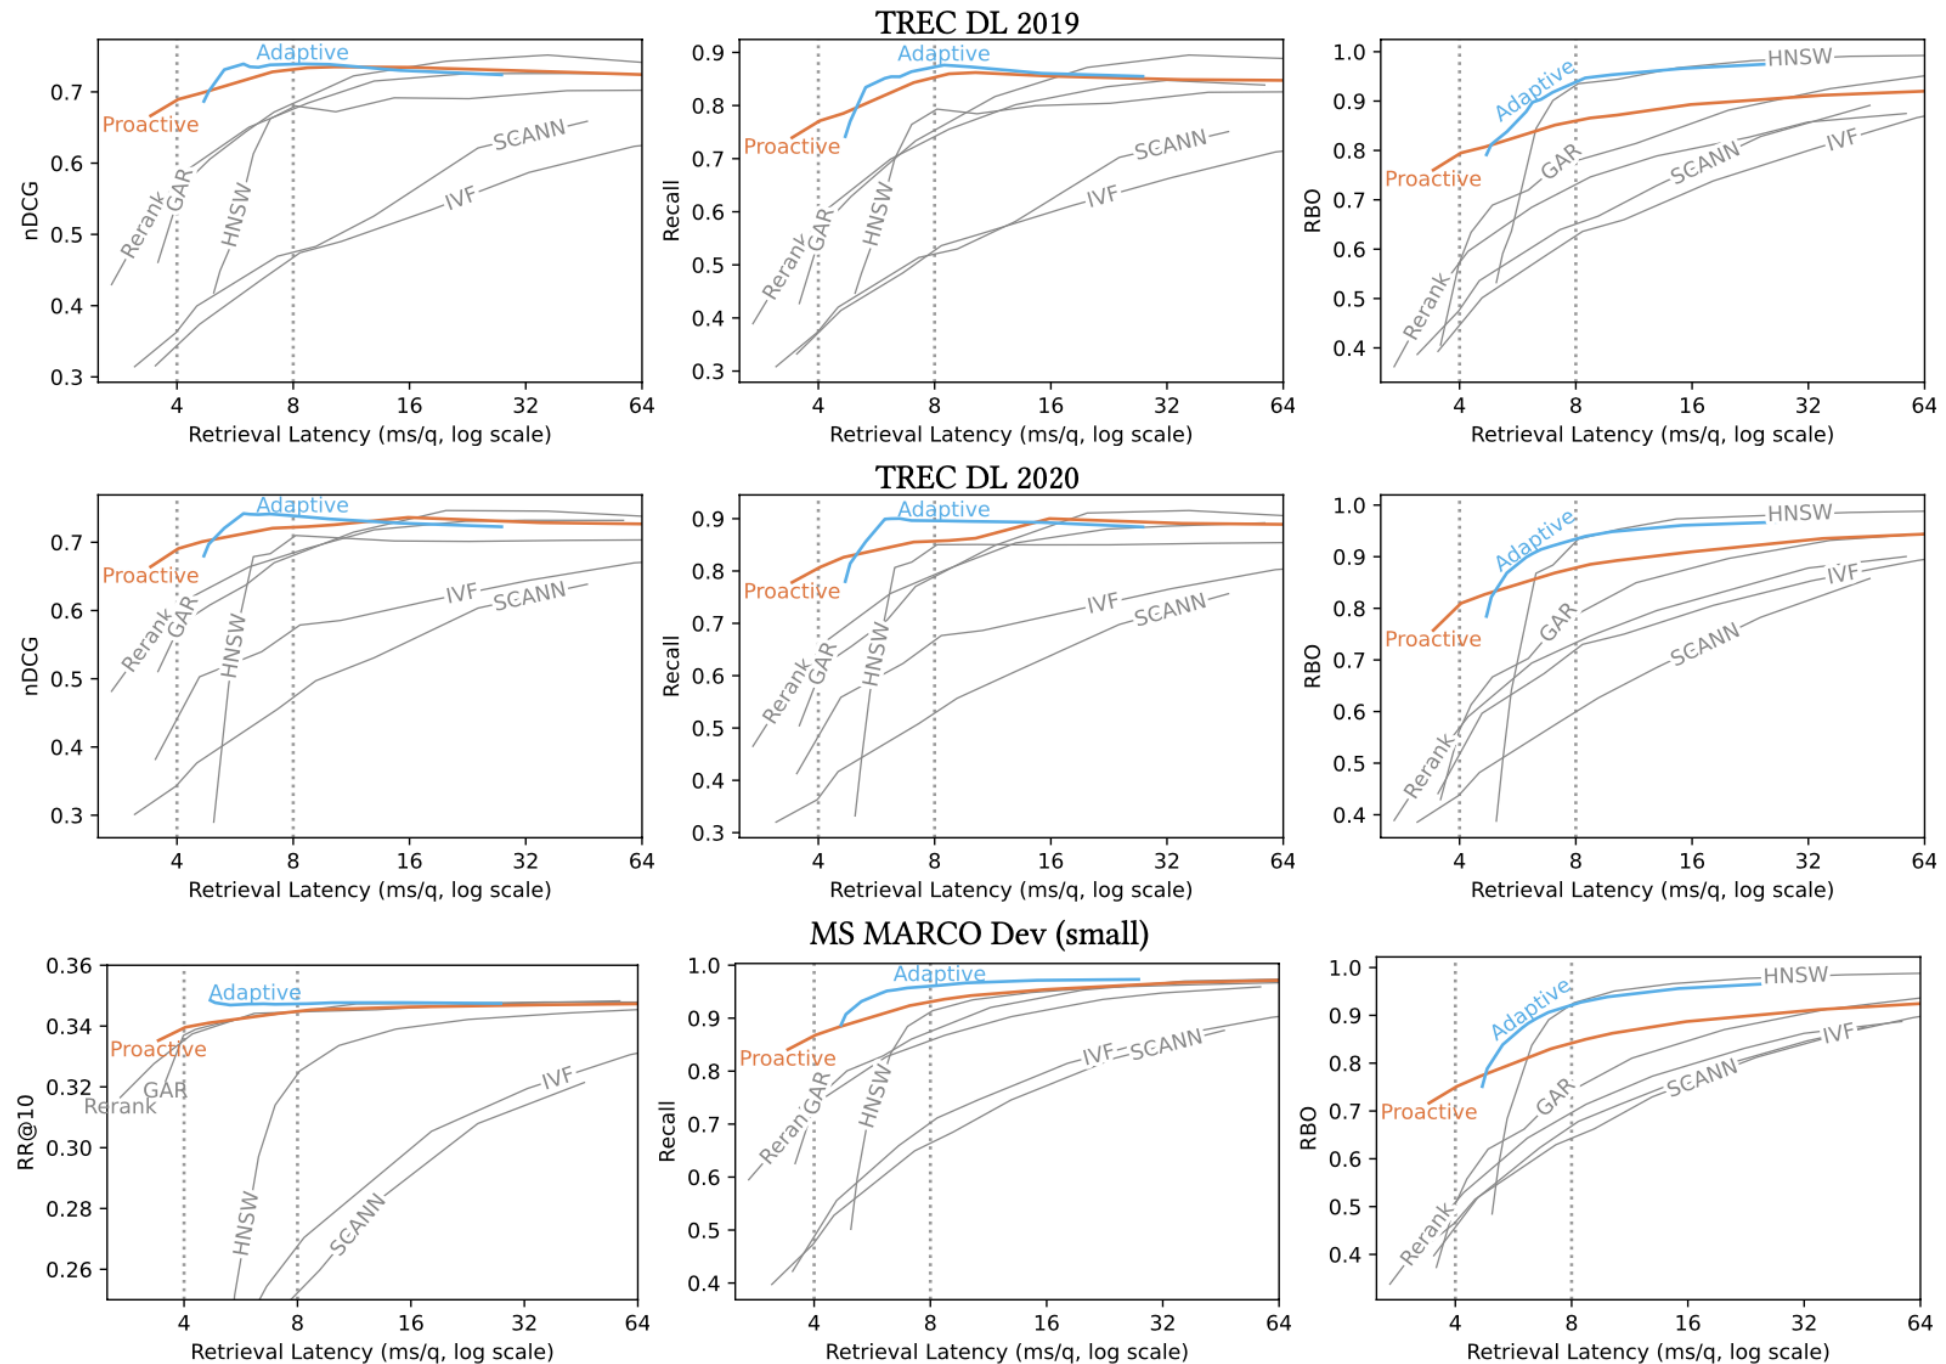 TREC DL 2019
nDCG
0.7
0.6
0.5
0.4
0.3
Adaptive
Proactive
Rerank
GAR
HNSW
SCANN
IVF
4 8 16 32 64
Retrieval Latency (ms/q, log scale)
Recall
0.9
0.8
0.7
0.6
0.5
0.4
0.3
Adaptive
Proactive
Rerank
GAR
HNSW
SCANN
IVF
4 8 16 32 64
Retrieval Latency (ms/q, log scale)
RBO
1.0
0.9
0.8
0.7
0.6
0.5
0.4
HNSW
Adaptive
Proactive
GAR
SCANN
IVF
Rerank
4 8 16 32 64
Retrieval Latency (ms/q, log scale)
TREC DL 2020
nDCG
0.7
0.6
0.5
0.4
0.3
Adaptive
Proactive
Rerank
GAR
HNSW
IVF
SCANN
4 8 16 32 64
Retrieval Latency (ms/q, log scale)
Recall
0.9
0.8
0.7
0.6
0.5
0.4
0.3
Adaptive
Proactive
Rerank
GAR
HNSW
IVF
SCANN
4 8 16 32 64
Retrieval Latency (ms/q, log scale)
RBO
1.0
0.9
0.8
0.7
0.6
0.5
0.4
HNSW
Adaptive
Proactive
GAR
IVF
SCANN
Rerank
4 8 16 32 64
Retrieval Latency (ms/q, log scale)
MS MARCO Dev (small)
RR@10
0.36
0.34
0.32
0.30
0.28
0.26
Adaptive
Proactive
GAR
Rerank
HNSW
IVF
SCANN
4 8 16 32 64
Retrieval Latency (ms/q, log scale)
Recall
1.0
0.9
0.8
0.7
0.6
0.5
0.4
Adaptive
Proactive
Rerank
GAR
HNSW
IVF
SCANN
4 8 16 32 64
Retrieval Latency (ms/q, log scale)
RBO
1.0
0.9
0.8
0.7
0.6
0.5
0.4
HNSW
Adaptive
Proactive
GAR
IVF
SCANN
Rerank
4 8 16 32 64
Retrieval Latency (ms/q, log scale)